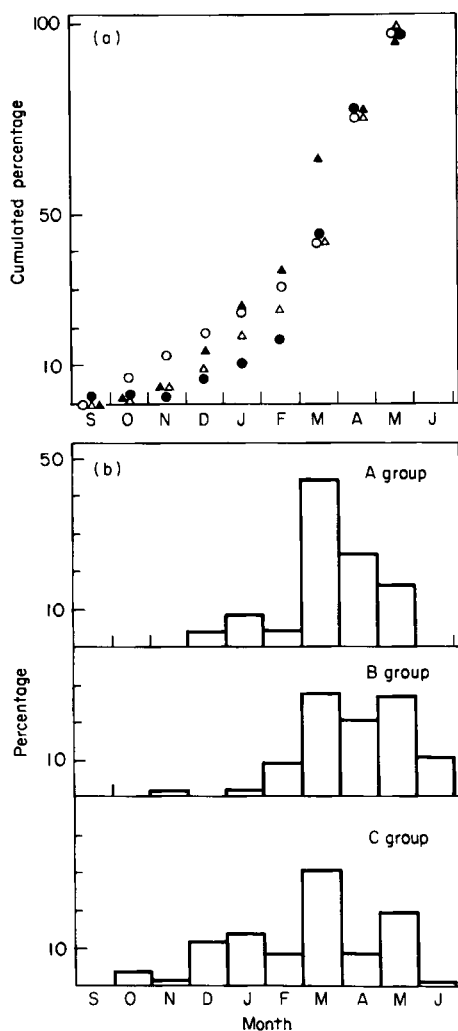 100
(a)
50
10
Cumulated percentage
S O N D J F M A M J
(b)
50
A group
10
B group
10
C group
10
Percentage
S O N D J F M A M J
Month